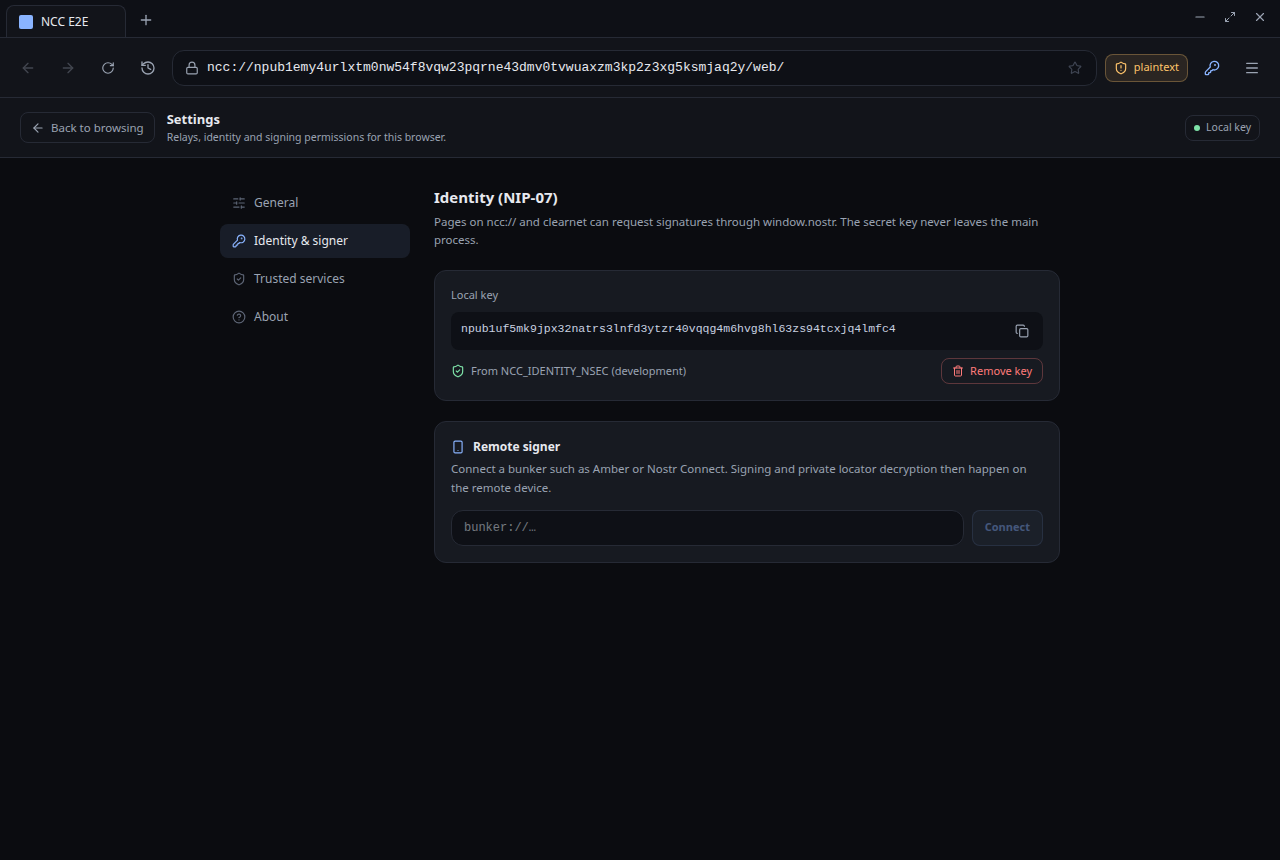 NCC E2E
ncc://npub1emy4urlxtm0nw54f8vqw23pqrne43dmv0tvwuaxzm3kp2z3xg5ksmjaq2y/web/
plaintext
Back to browsing
Settings
Relays, identity and signing permissions for this browser.
Local key
General
Identity & signer
Trusted services
About
Identity (NIP-07)
Pages on ncc:// and clearnet can request signatures through window.nostr. The secret key never leaves the main
process.
Local key
npub1uf5mk9jpx32natrs3lnfd3ytzr40vqqg4m6hvg8hl63zs94tcxjq4lmfc4
From NCC_IDENTITY_NSEC (development)
Remove key
Remote signer
Connect a bunker such as Amber or Nostr Connect. Signing and private locator decryption then happen on
the remote device.
bunker://…
Connect